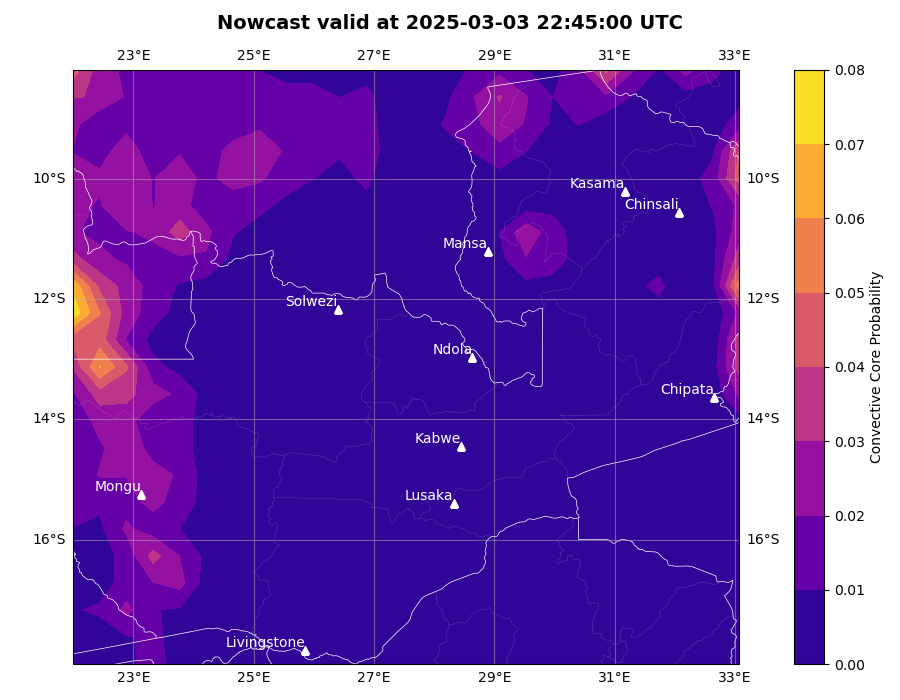 Nowcast valid at 2025-03-03 22:45:00 UTC
23°E 25°E 27°E 29°E 31°E 33°E
0.08
0.07
10°S Kasama 10°S
Chinsali
0.06
Mansa
0.05
12°S Solwezi 12°S
Convective Core Probability
Ndola
0.04
Chipata
14°S 14°S
0.03
Kabwe
Mongu
Lusaka
0.02
16°S 16°S
0.01
Livingstone
0.00
23°E 25°E 27°E 29°E 31°E 33°E